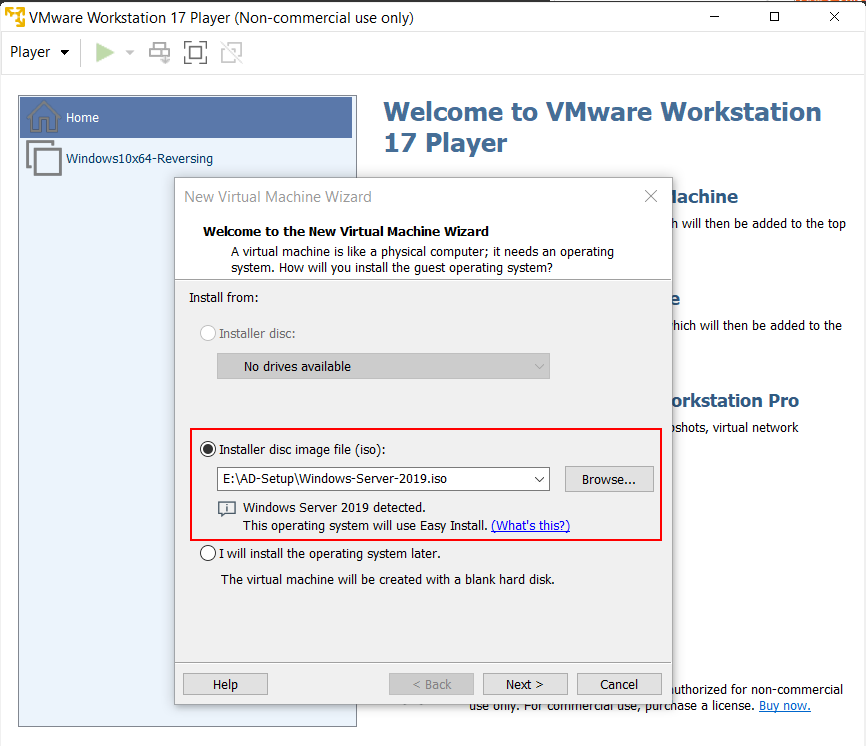 VMware Workstation 17 Player (Non-commercial use only)
Player
Home
Windows10x64-Reversing
Welcome to VMware Workstation
17 Player
will then be added to the top
which will then be added to the
virtual network
authorized for non-commercial
use only. For commercial use, purchase a license. Buy now.
New Virtual Machine Wizard
Welcome to the New Virtual Machine Wizard
A virtual machine is like a physical computer; it needs an operating
system. How will you install the guest operating system?
Install from:
Installer disc:
No drives available
Installer disc image file (iso):
E:\AD-Setup\Windows-Server-2019.iso
Browse...
Windows Server 2019 detected.
This operating system will use Easy Install. (What's this?)
I will install the operating system later.
The virtual machine will be created with a blank hard disk.
Help
< Back
Next >
Cancel
Machine
Workstation Pro